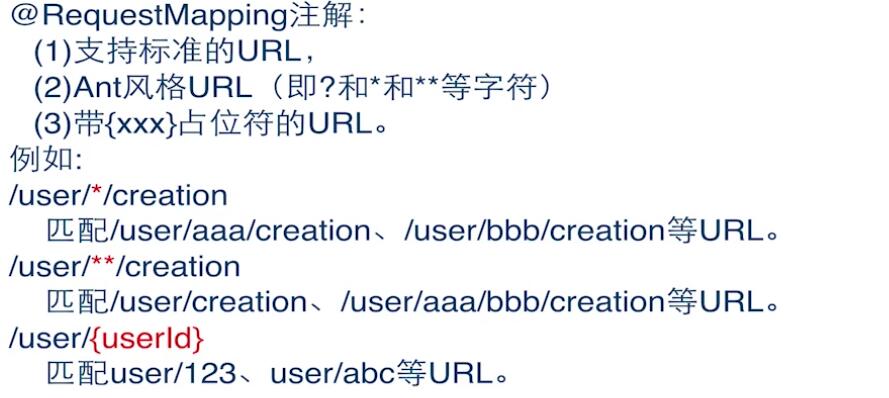 @RequestMapping注解：
(1)支持标准的URL，
(2)Ant风格URL（即?和*和**等字符）
(3)带{xxx}占位符的URL。
例如:
/user/*/creation
匹配/user/aaa/creation、/user/bbb/creation等URL。
/user/**/creation
匹配/user/creation、/user/aaa/bbb/creation等URL。
/user/{userId}
匹配user/123、user/abc等URL。